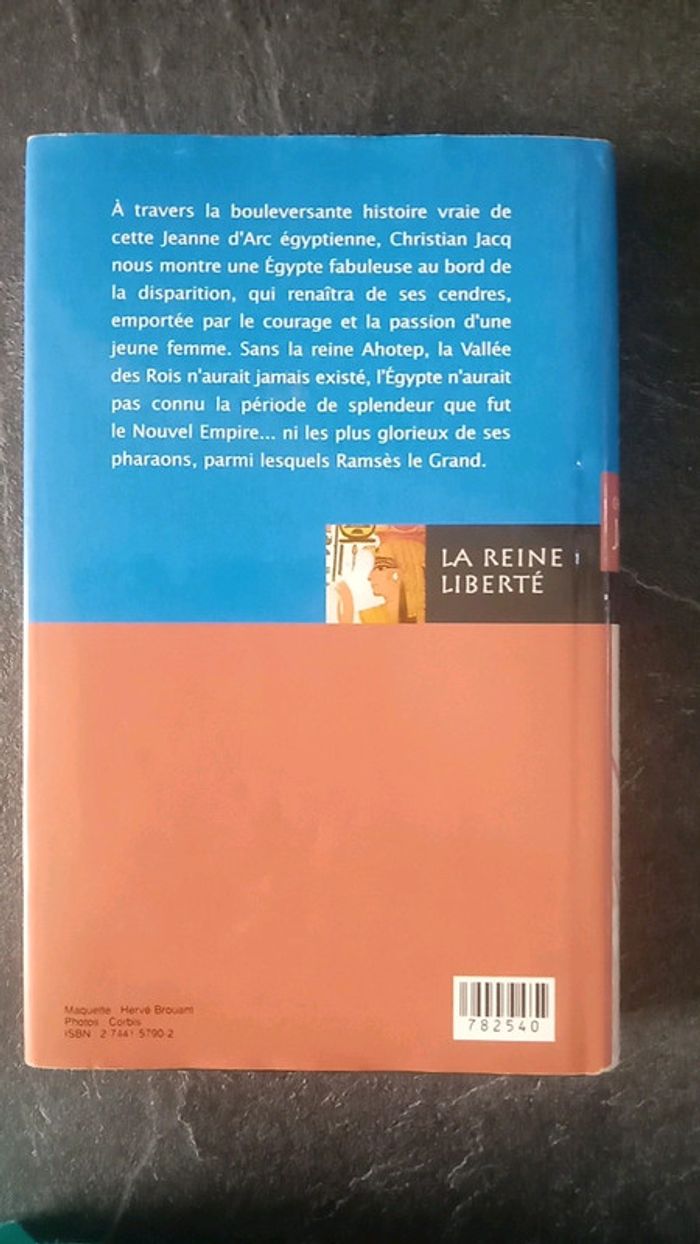 À travers la bouleversante histoire vraie de
cette Jeanne d'Arc égyptienne, Christian Jacq
nous montre une Égypte fabuleuse au bord de
la disparition, qui renaîtra de ses cendres,
emportée par le courage et la passion d'une
jeune femme. Sans la reine Ahotep, la Vallée
des Rois n'aurait jamais existé, l'Égypte n'aurait
pas connu la période de splendeur que fut
le Nouvel Empire... ni les plus glorieux de ses
pharaons, parmi lesquels Ramsès le Grand.
LA REINE
LIBERTÉ
Maquette Hervé Brouant
Photos Corbis
ISBN 2 7441 5790-2
782540